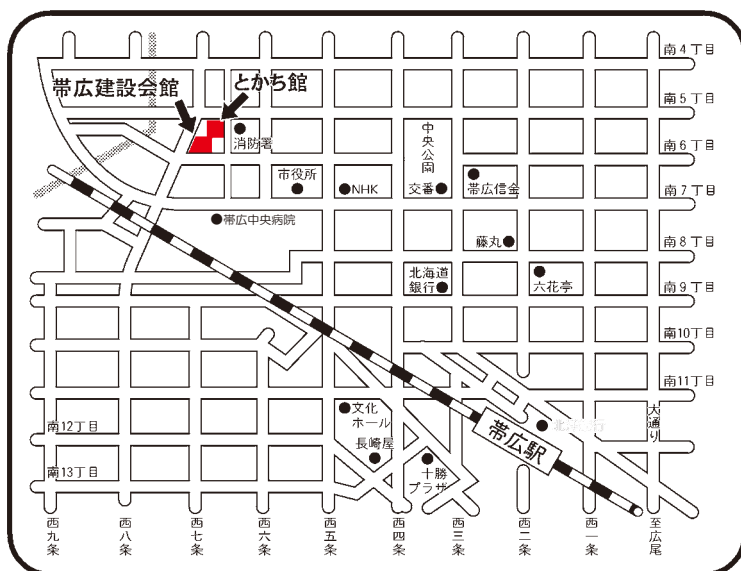 南4丁目
帯広建設会館
とかち館
南5丁目
消防署
中央公園
南6丁目
市役所
NHK
交番
帯広信金
南7丁目
帯広中央病院
藤丸
南8丁目
北海道
銀行
六花亭
南9丁目
南10丁目
南11丁目
文化
ホール
大通り
南12丁目
長崎屋
帯広駅
南13丁目
十勝
プラザ
西九条
西八条
西七条
西六条
西五条
西四条
西三条
西二条
西一条
至広尾